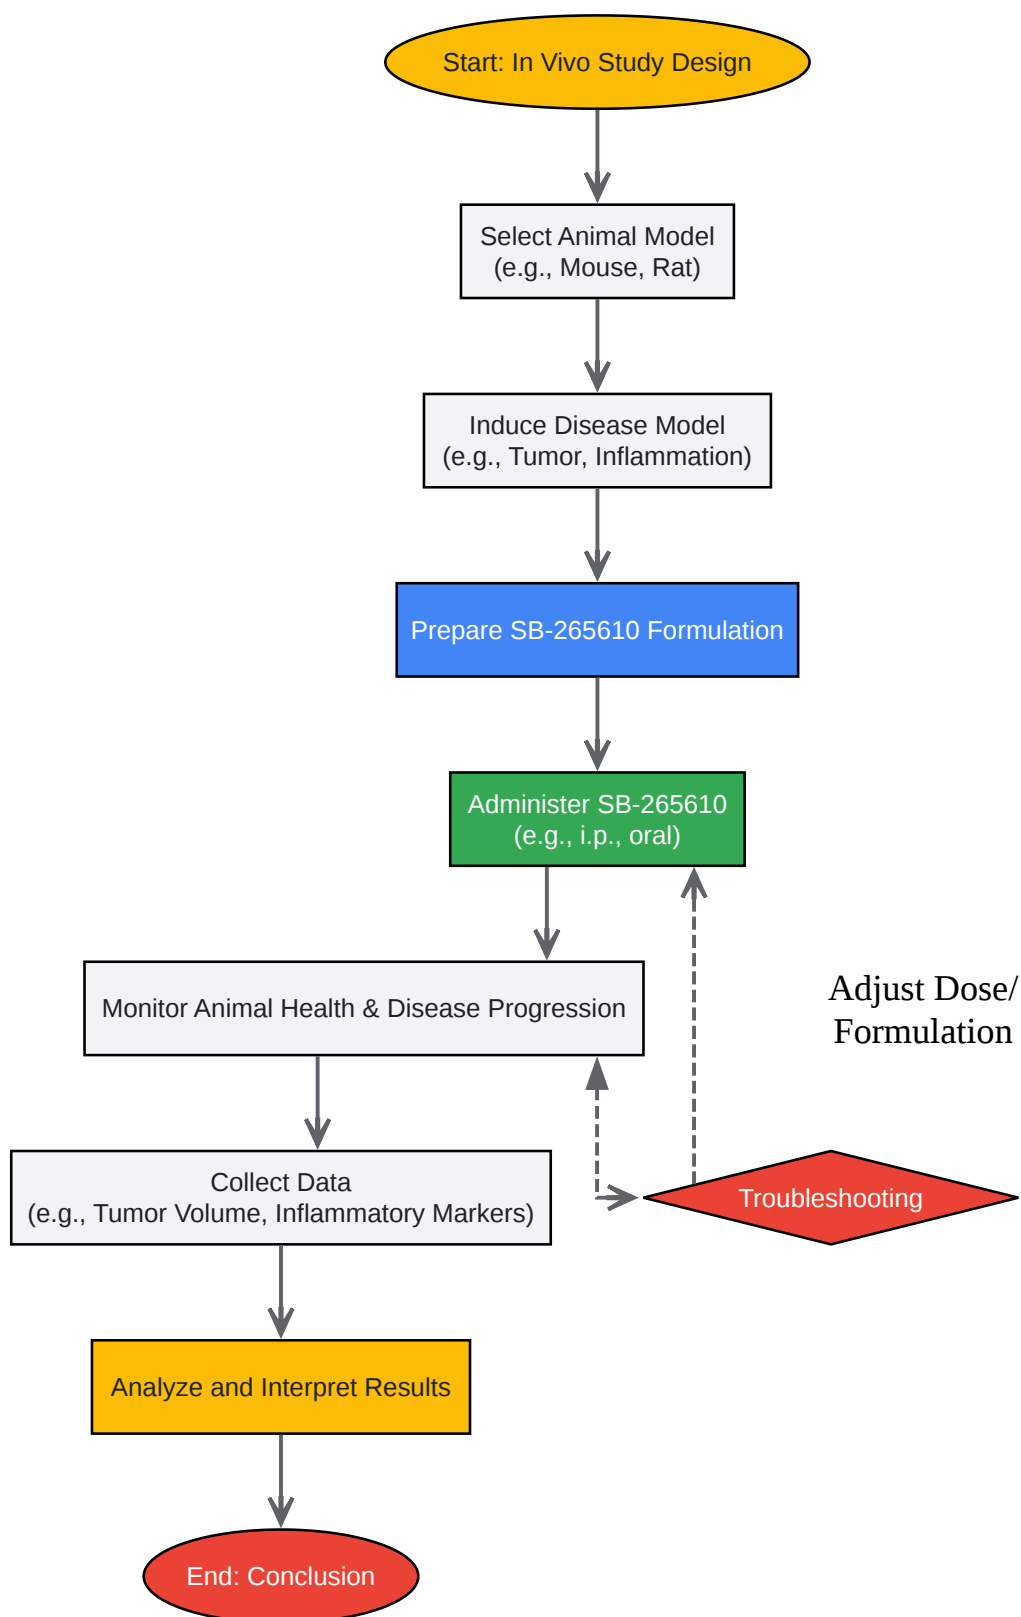 Start: In Vivo Study Design
Select Animal Model
(e.g., Mouse, Rat)
Induce Disease Model
(e.g., Tumor, Inflammation)
Prepare SB-265610 Formulation
Administer SB-265610
(e.g., i.p., oral)
Monitor Animal Health & Disease Progression
Adjust Dose/
Formulation
Collect Data
(e.g., Tumor Volume, Inflammatory Markers)
Troubleshooting
Analyze and Interpret Results
End: Conclusion